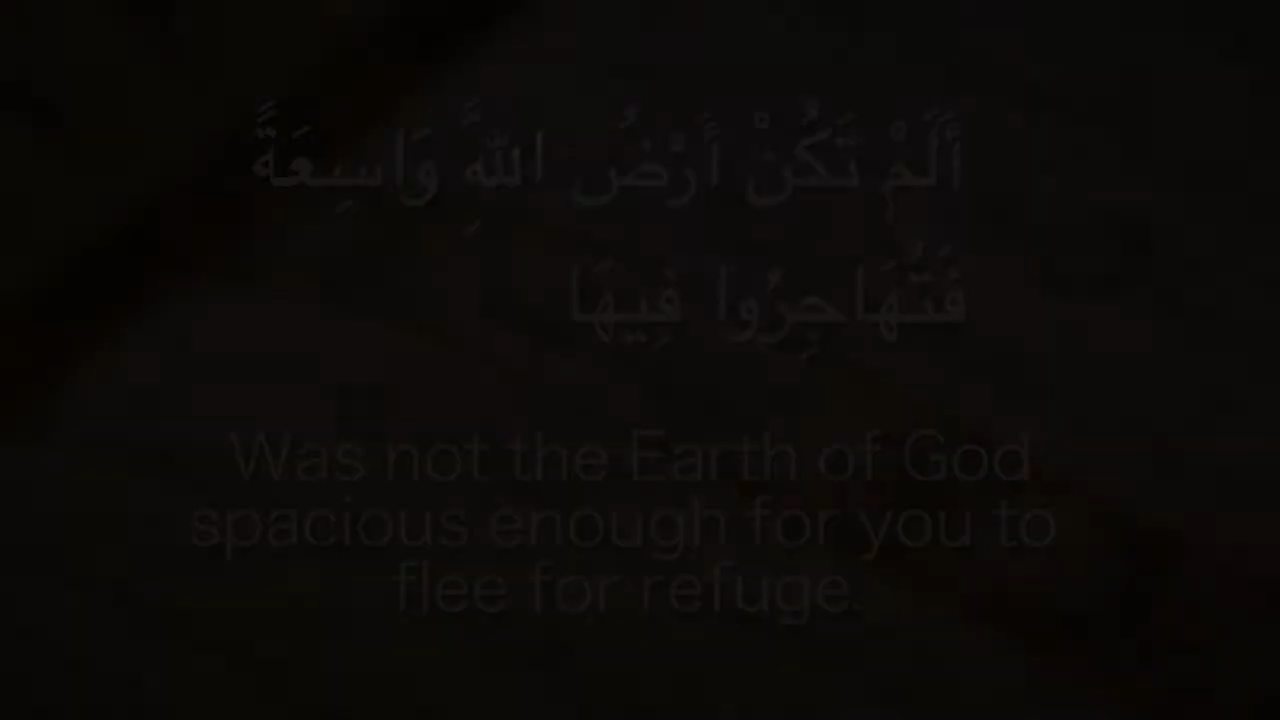 أَلَمْ تَكُنْ أَرْضُ اللَّهِ وَاسِعَةً
فَتُهَاجِرُوا فِيهَا
Was not the Earth of God
spacious enough for you to
flee for refuge.